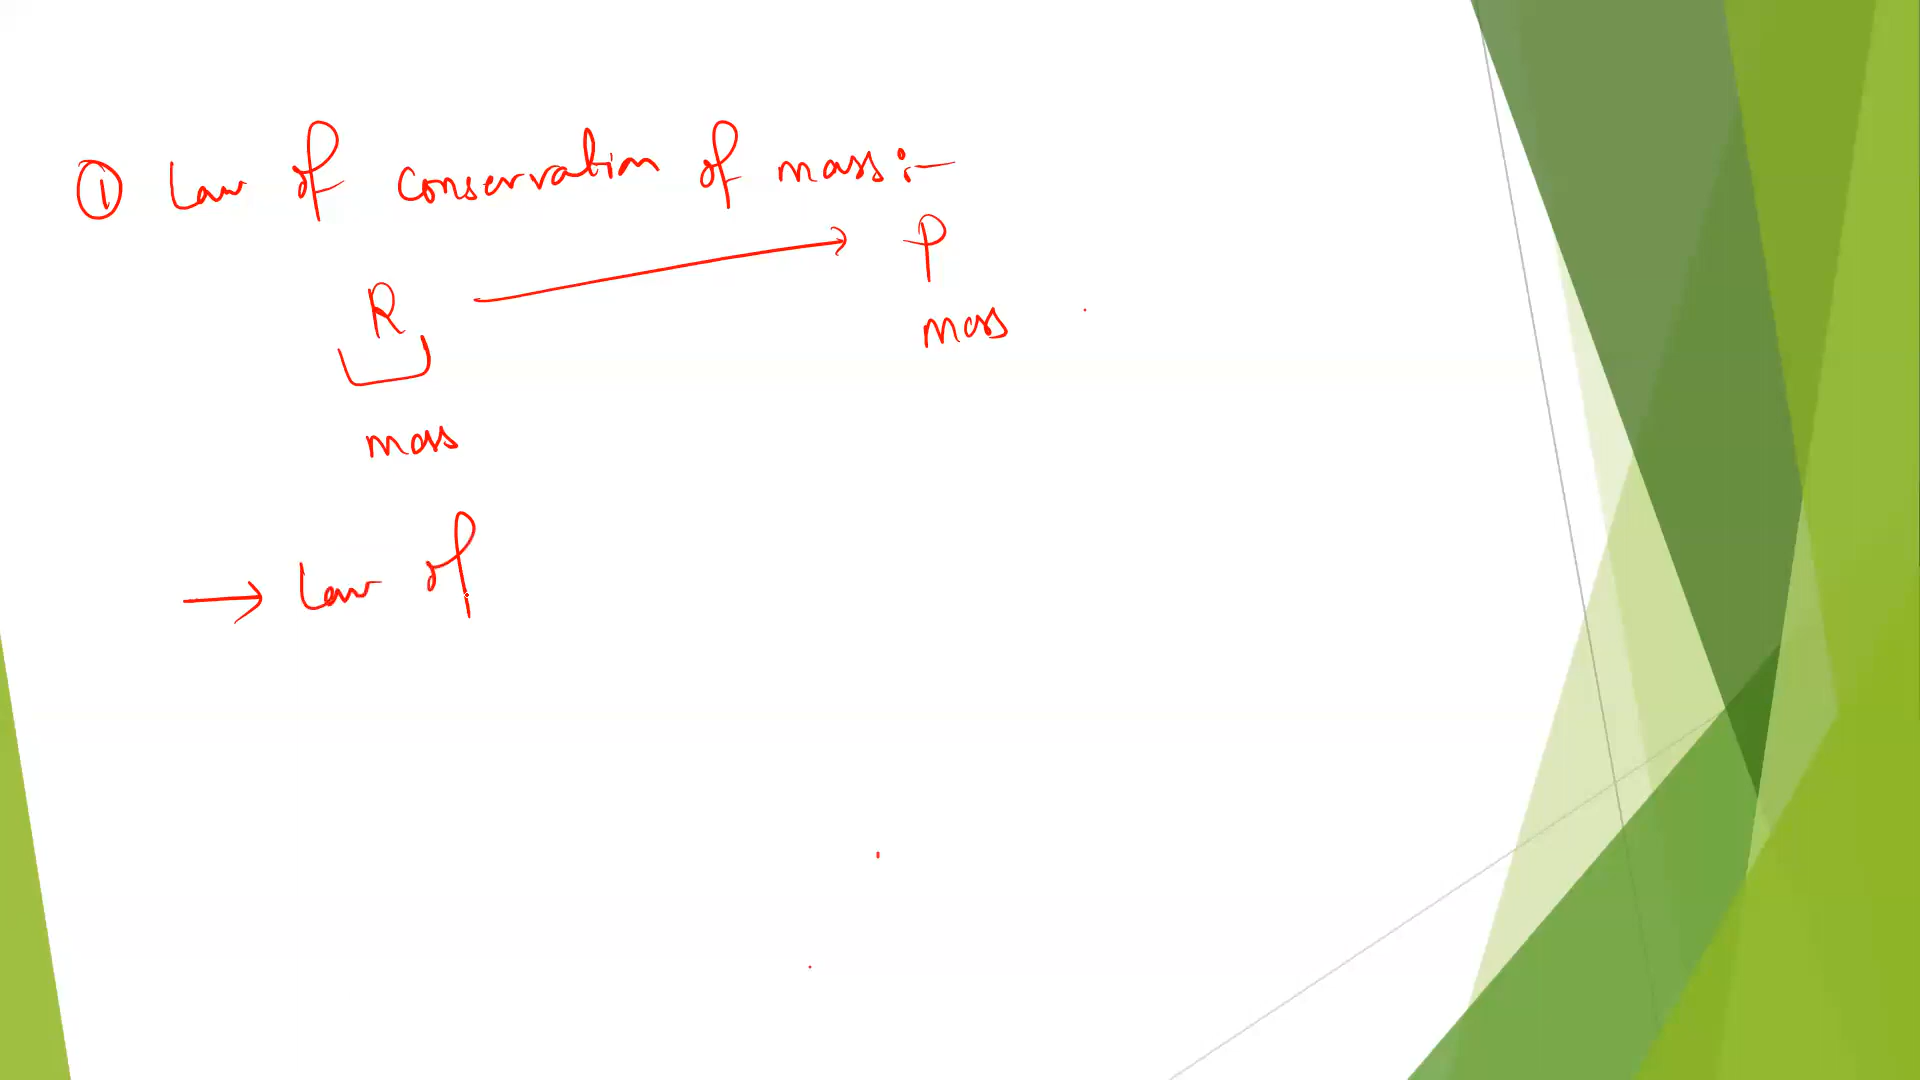 ① Law of conservation of mass :-
R → P
mass
mass
→ Law of